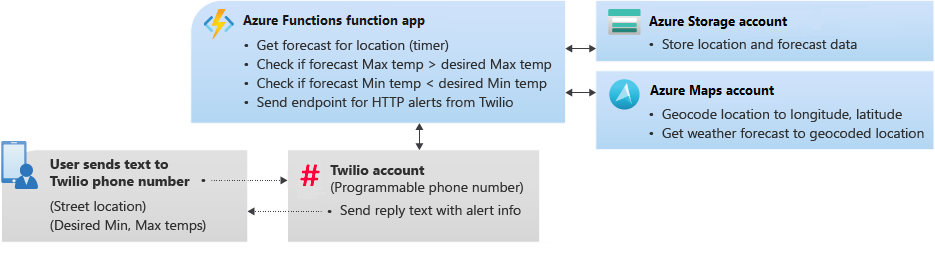 Azure Functions function app
• Get forecast for location (timer)
• Check if forecast Max temp > desired Max temp
• Check if forecast Min temp < desired Min temp
• Send endpoint for HTTP alerts from Twilio
Azure Storage account
• Store location and forecast data
Azure Maps account
• Geocode location to longitude, latitude
• Get weather forecast to geocoded location
User sends text to
Twilio phone number
(Street location)
(Desired Min, Max temps)
#
Twilio account
(Programmable phone number)
• Send reply text with alert info